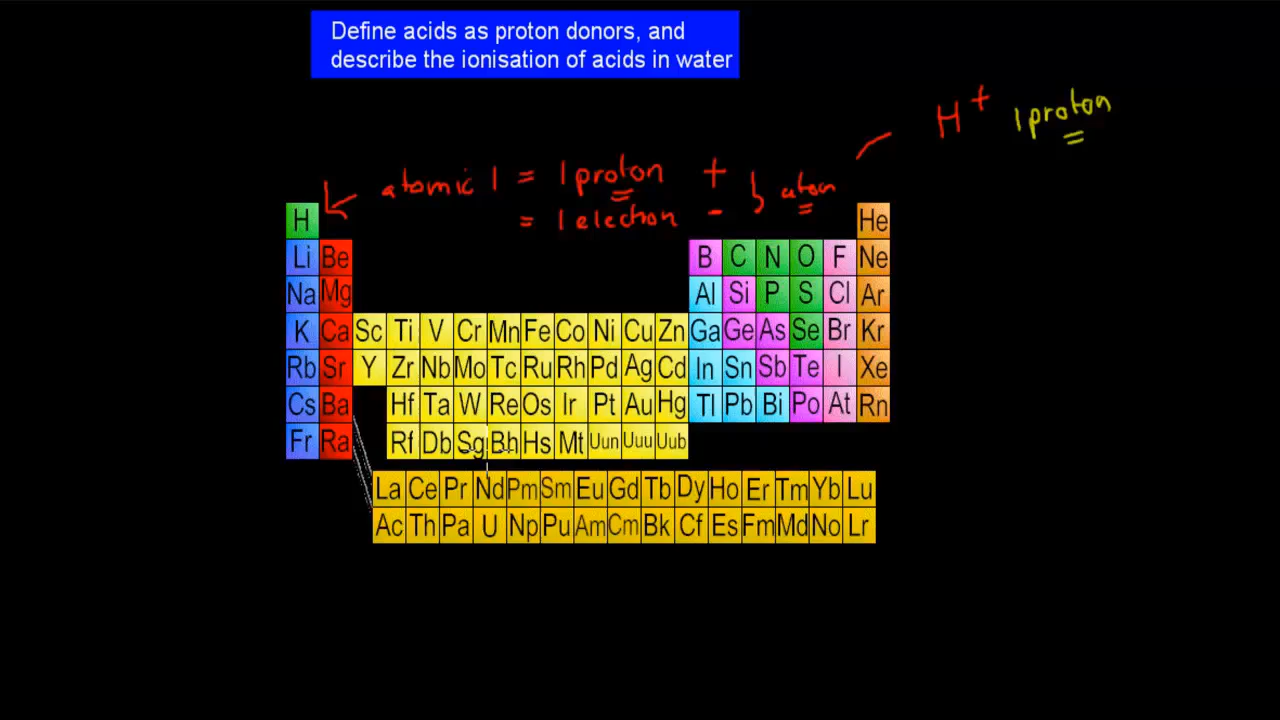 Define acids as proton donors, and
describe the ionisation of acids in water
H+ 1 proton
atomic 1 = 1 proton +
= 1 electron - } atom
H He
Li Be B C N O F Ne
Na Mg Al Si P S Cl Ar
K Ca Sc Ti V Cr Mn Fe Co Ni Cu Zn Ga Ge As Se Br Kr
Rb Sr Y Zr Nb Mo Tc Ru Rh Pd Ag Cd In Sn Sb Te I Xe
Cs Ba Hf Ta W Re Os Ir Pt Au Hg Tl Pb Bi Po At Rn
Fr Ra Rf Db Sg Bh Hs Mt Uun Uuu Uub
La Ce Pr Nd Pm Sm Eu Gd Tb Dy Ho Er Tm Yb Lu
Ac Th Pa U Np Pu Am Cm Bk Cf Es Fm Md No Lr